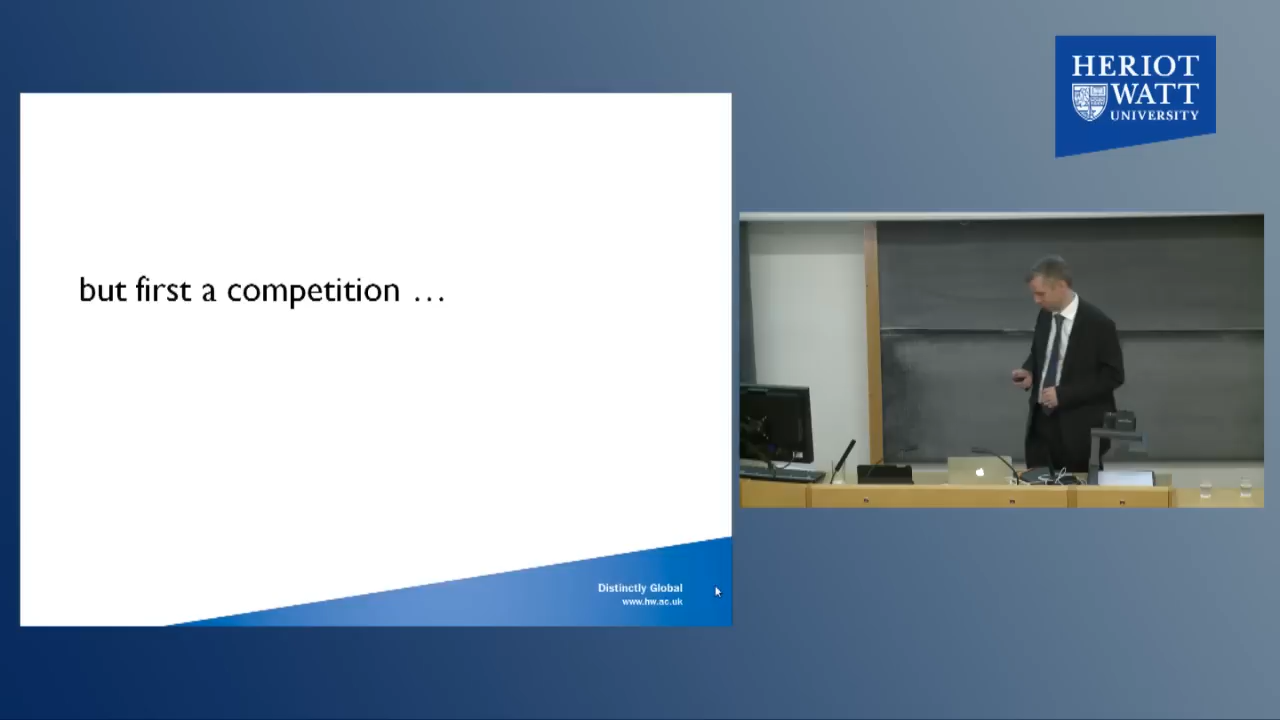 HERIOT
WATT
UNIVERSITY
but first a competition …
Distinctly Global
www.hw.ac.uk